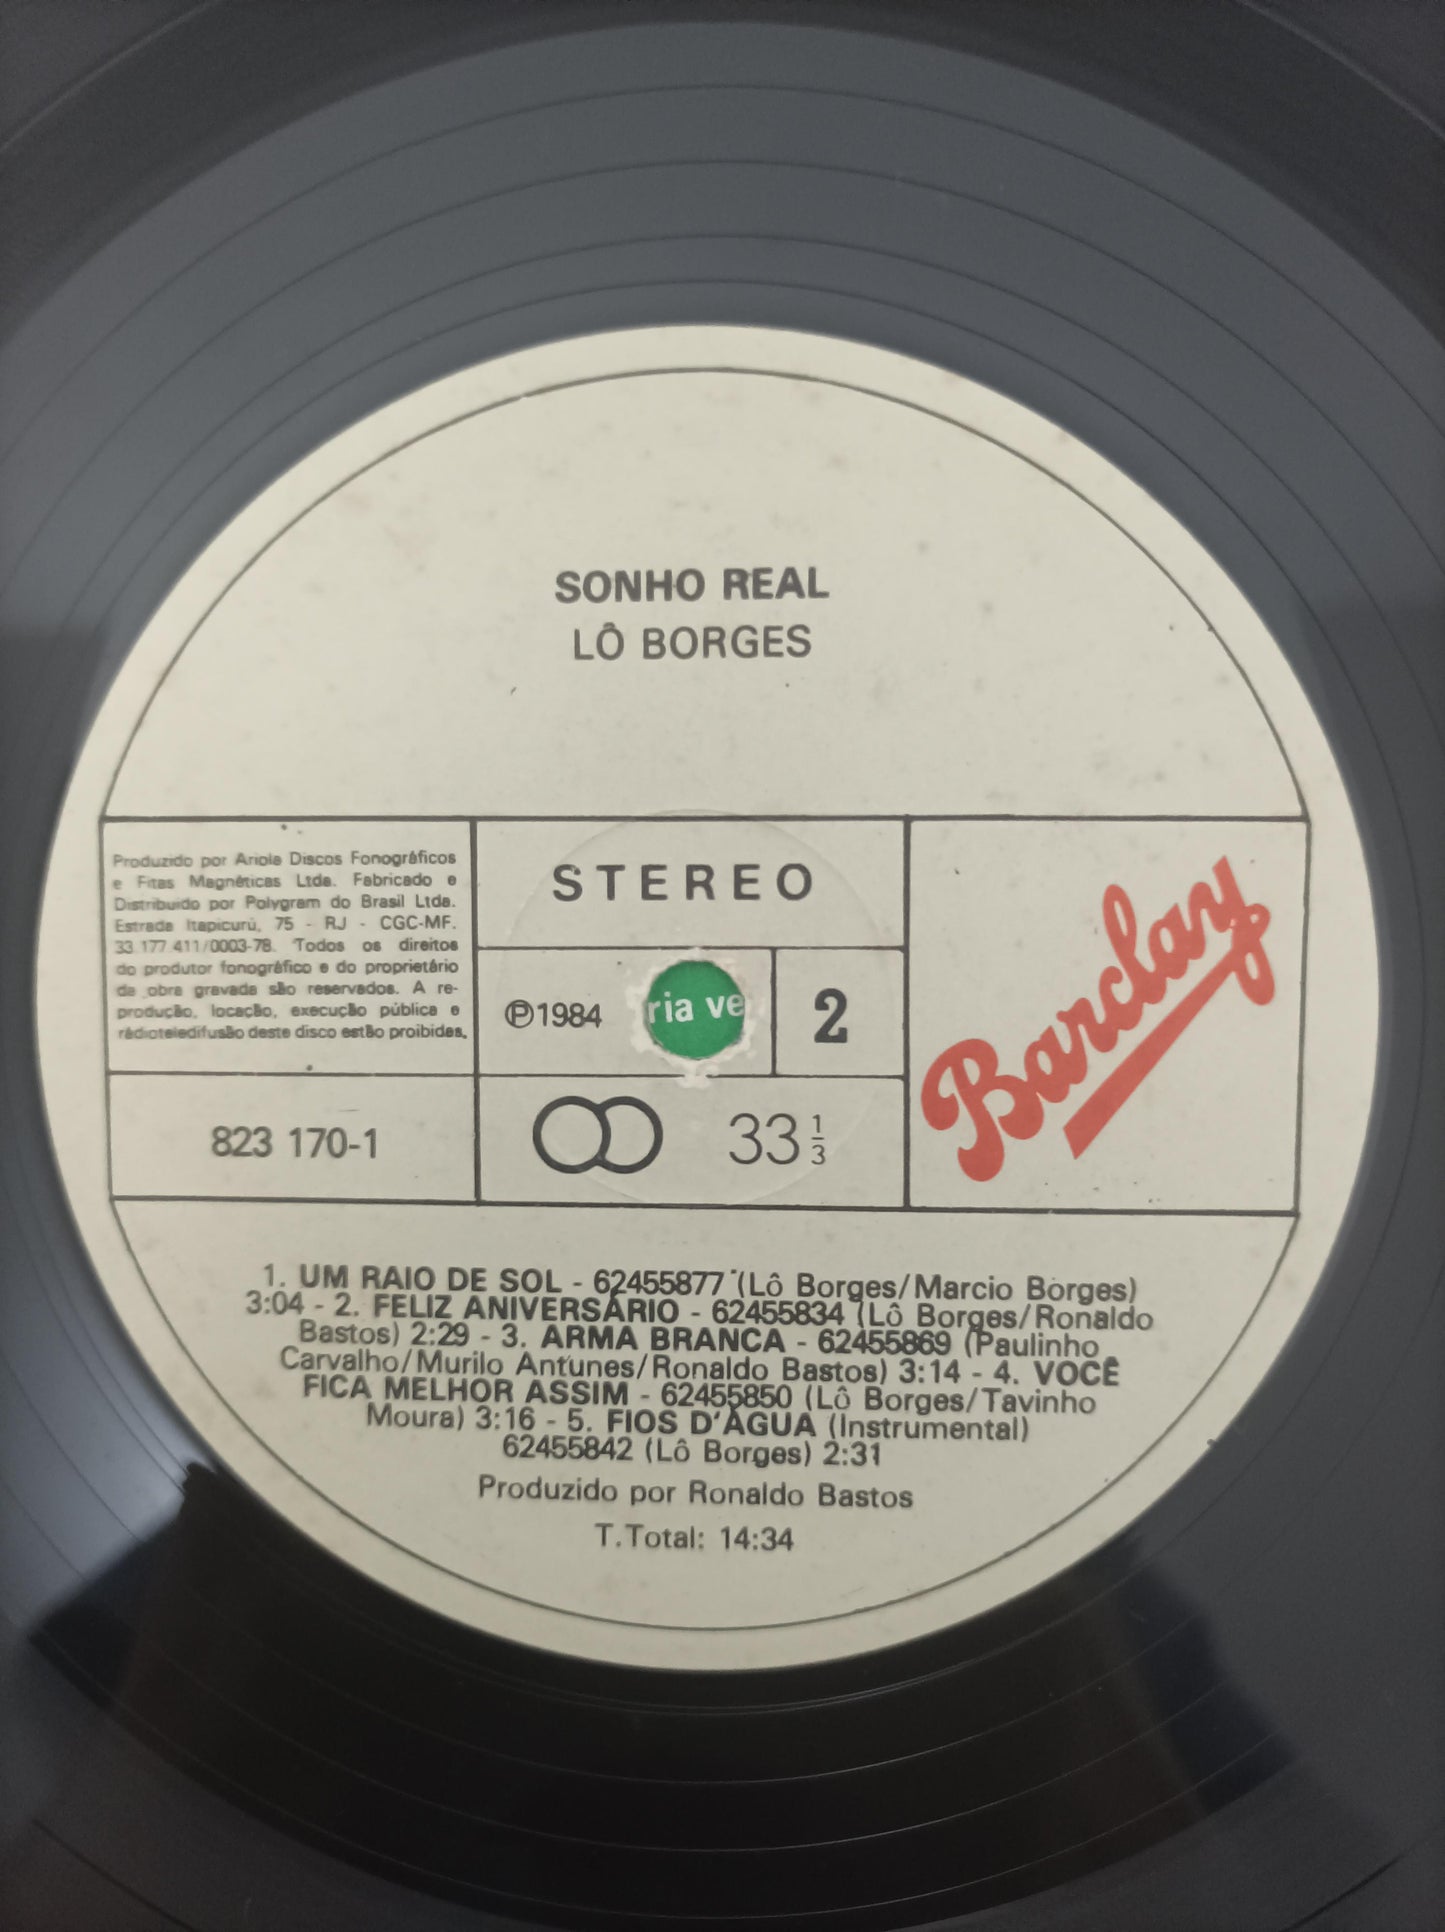 SONHO REAL
LÔ BORGES
Produzido por Ariola Discos Fonográficos
e Fitas Magnéticas Ltda. Fabricado e
Distribuido por Polygram do Brasil Ltda.
Estrada Itapicurú, 75 - RJ - CGC-MF.
33.177.411/0003-78. Todos os direitos
do produtor fonográfico e do proprietário
da obra gravada são reservados. A re-
produção, locação, execução pública e
rádioteledifusão deste disco estão proibidas.
823 170-1
STEREO
℗1984
ria ve
2
33 1/3
Barclay
1. UM RAIO DE SOL - 62455877 (Lô Borges/Marcio Borges)
3:04 - 2. FELIZ ANIVERSÁRIO - 62455834 (Lô Borges/Ronaldo
Bastos) 2:29 - 3. ARMA BRANCA - 62455869 (Paulinho
Carvalho/Murilo Antunes/Ronaldo Bastos) 3:14 - 4. VOCÊ
FICA MELHOR ASSIM - 62455850 (Lô Borges/Tavinho
Moura) 3:16 - 5. FIOS D'ÁGUA (Instrumental)
62455842 (Lô Borges) 2:31
Produzido por Ronaldo Bastos
T.Total: 14:34